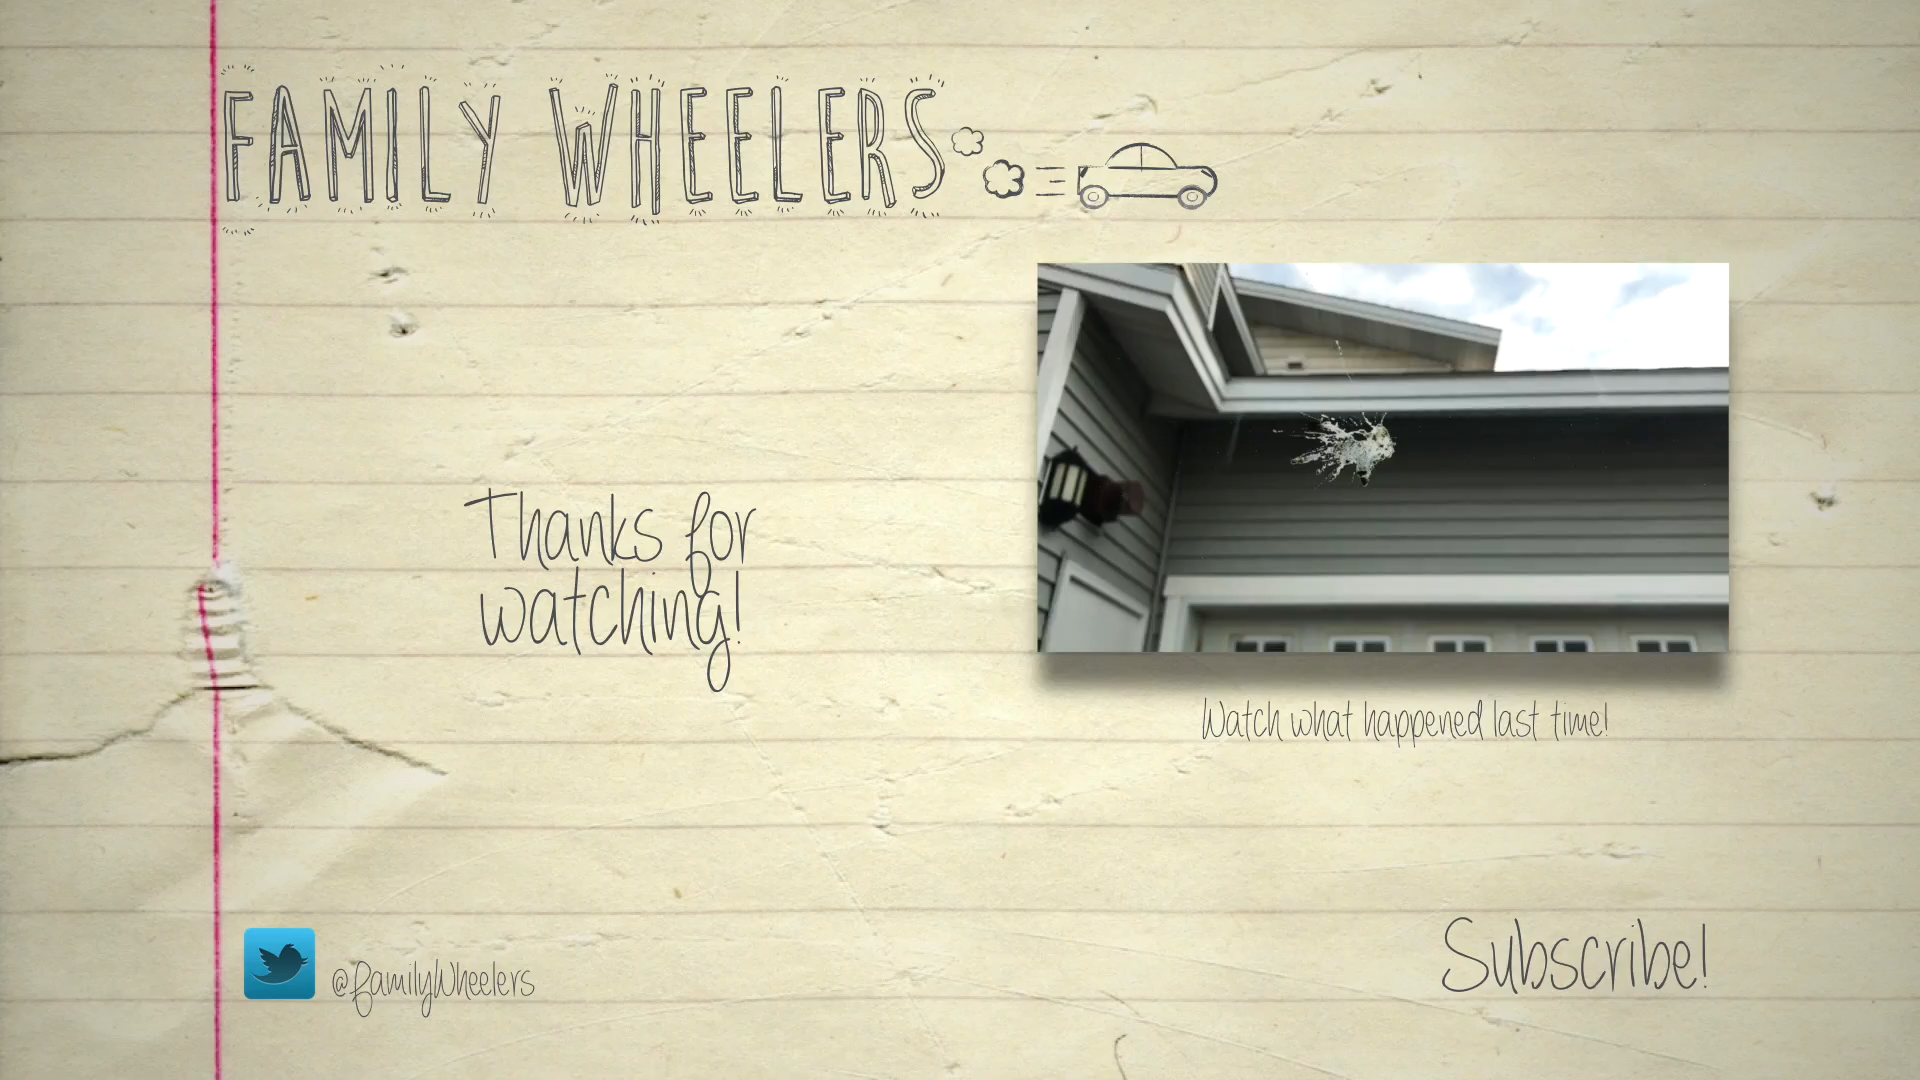 FAMILY WHEELERS
Thanks for
watching!
Watch what happened last time!
@FamilyWheelers
Subscribe!